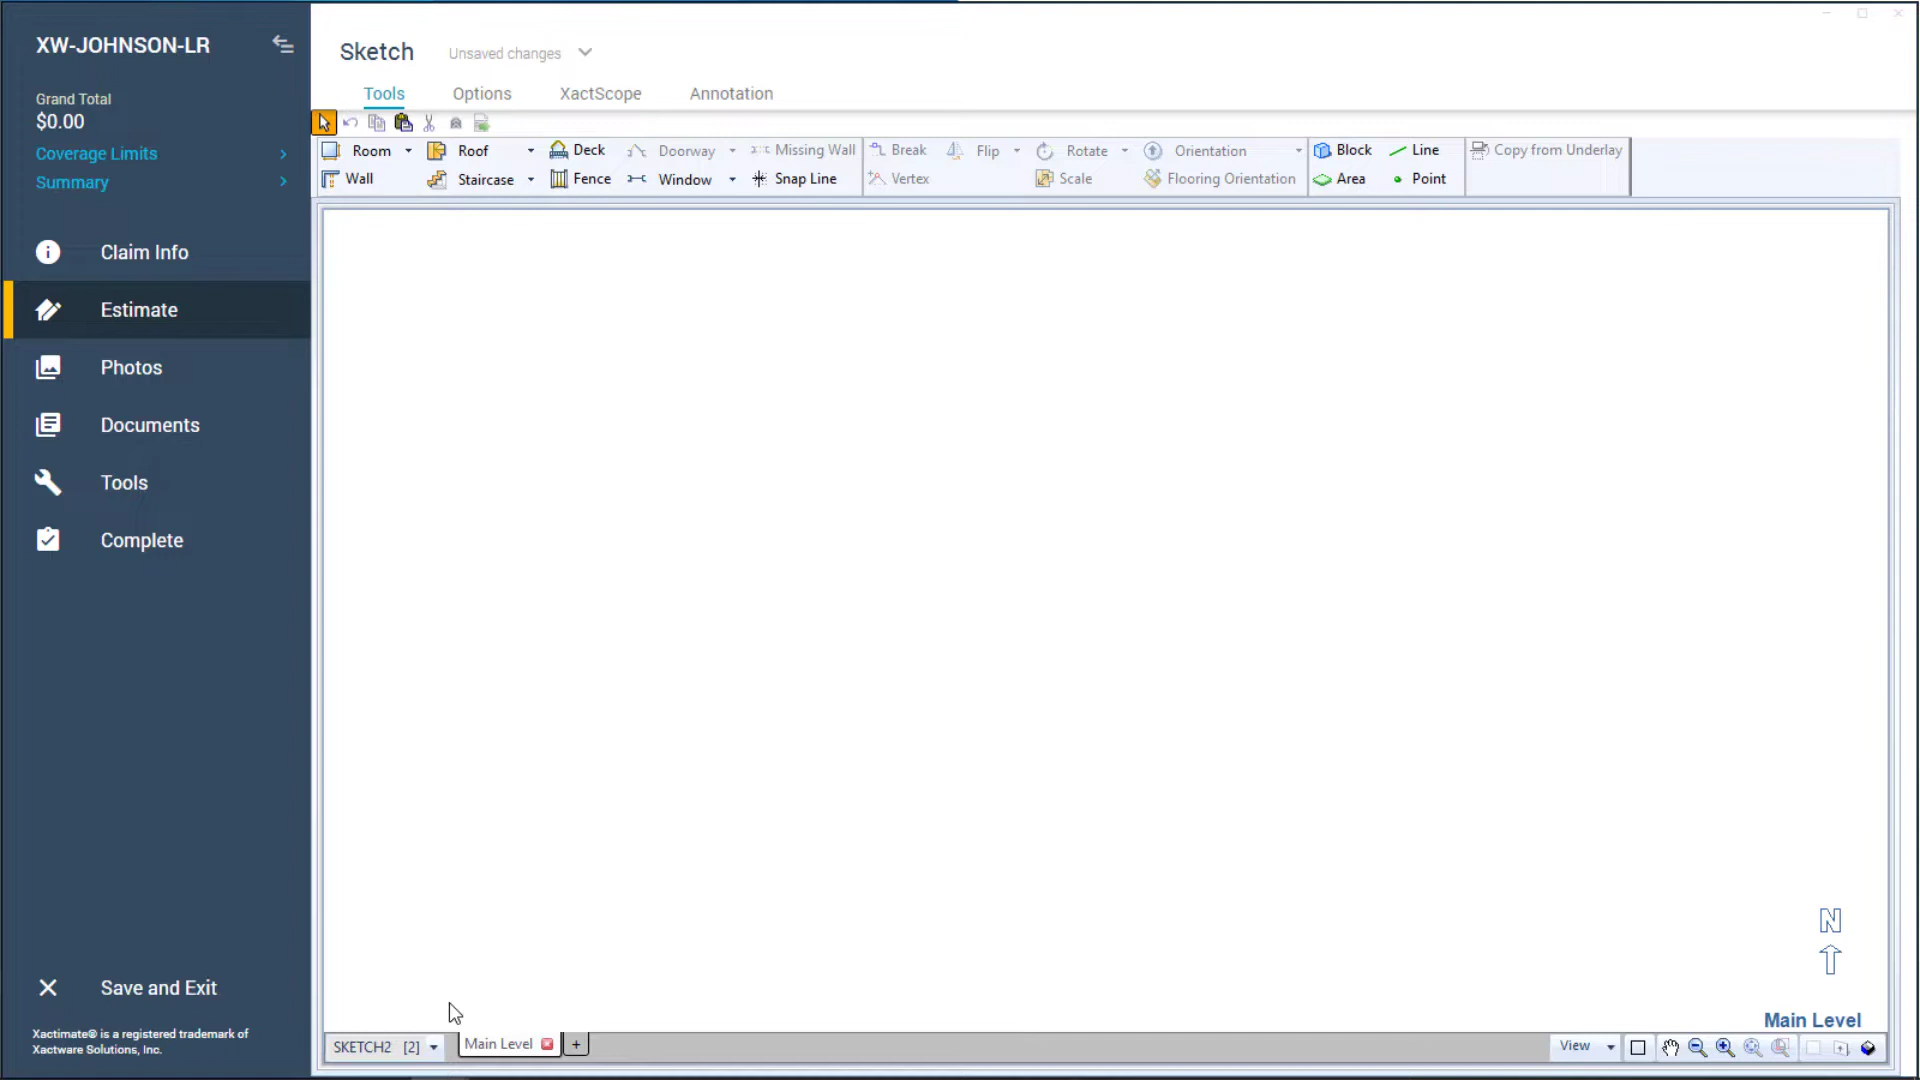 XW-JOHNSON-LR
Grand Total
$0.00
Coverage Limits
Summary
Claim Info
Estimate
Photos
Documents
Tools
Complete
Save and Exit
Xactimate® is a registered trademark of
Xactware Solutions, Inc.
Sketch Unsaved changes
Tools Options XactScope Annotation
Room Roof Deck Doorway Missing Wall Break Flip Rotate Orientation Block Line Copy from Underlay
Wall Staircase Fence Window Snap Line Vertex Scale Flooring Orientation Area Point
N
Main Level
SKETCH2 [2] Main Level + View